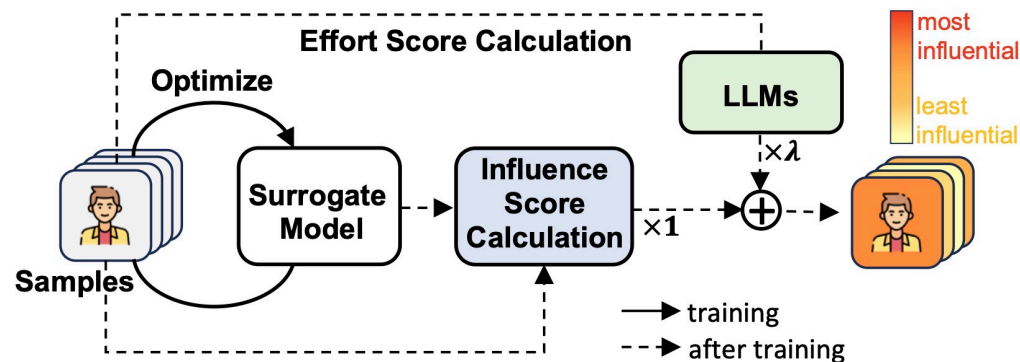 Effort Score Calculation
most
influential
least
influential
Optimize
LLMs
×λ
Surrogate
Model
Influence
Score
Calculation
×1
Samples
training
after training